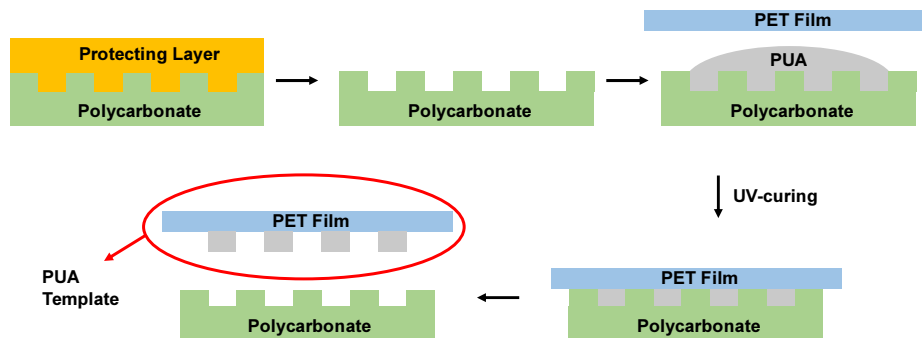 Protecting Layer
Polycarbonate
Polycarbonate
PET Film
PUA
Polycarbonate
UV-curing
PET Film
PUA
Template
Polycarbonate
PET Film
Polycarbonate